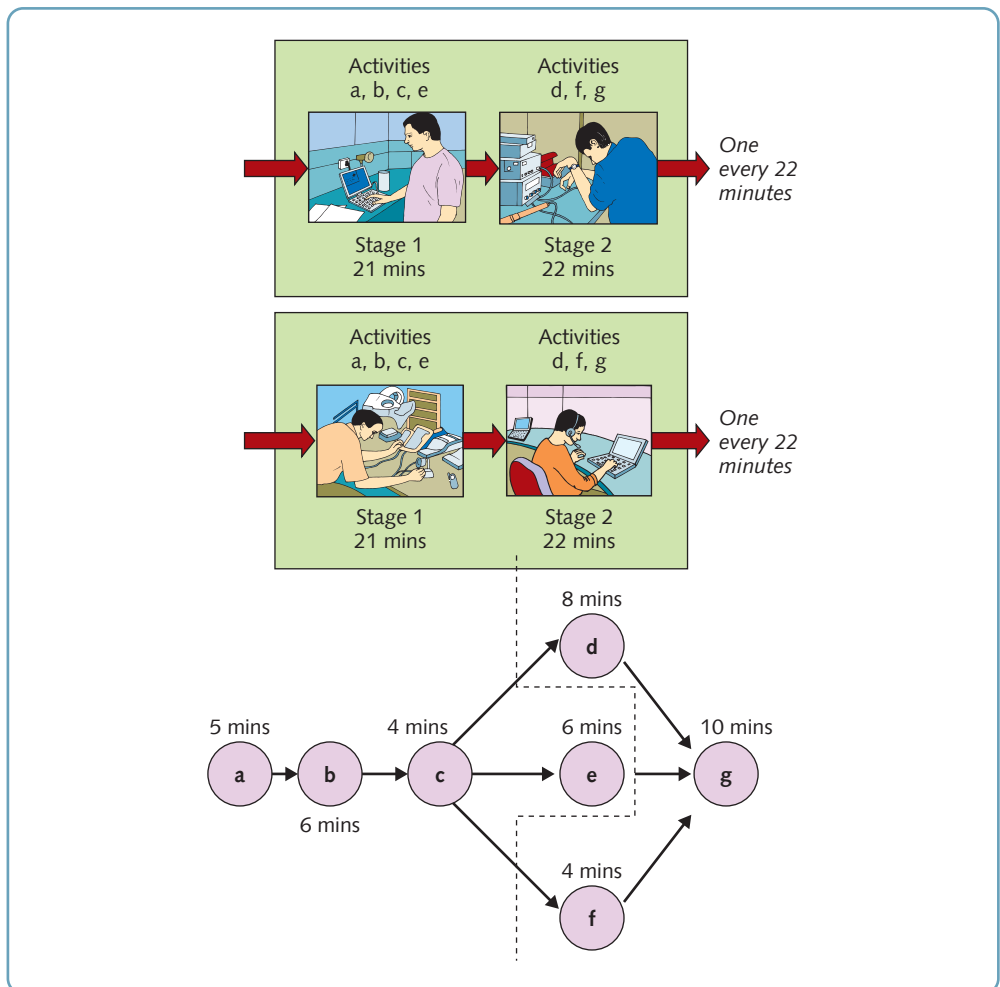 Activities
a, b, c, e
Activities
d, f, g
One
every 22
minutes
Stage 1
21 mins
Stage 2
22 mins
Activities
a, b, c, e
Activities
d, f, g
One
every 22
minutes
Stage 1
21 mins
Stage 2
22 mins
8 mins
d
5 mins
4 mins
6 mins
10 mins
a
b
c
e
g
6 mins
4 mins
f